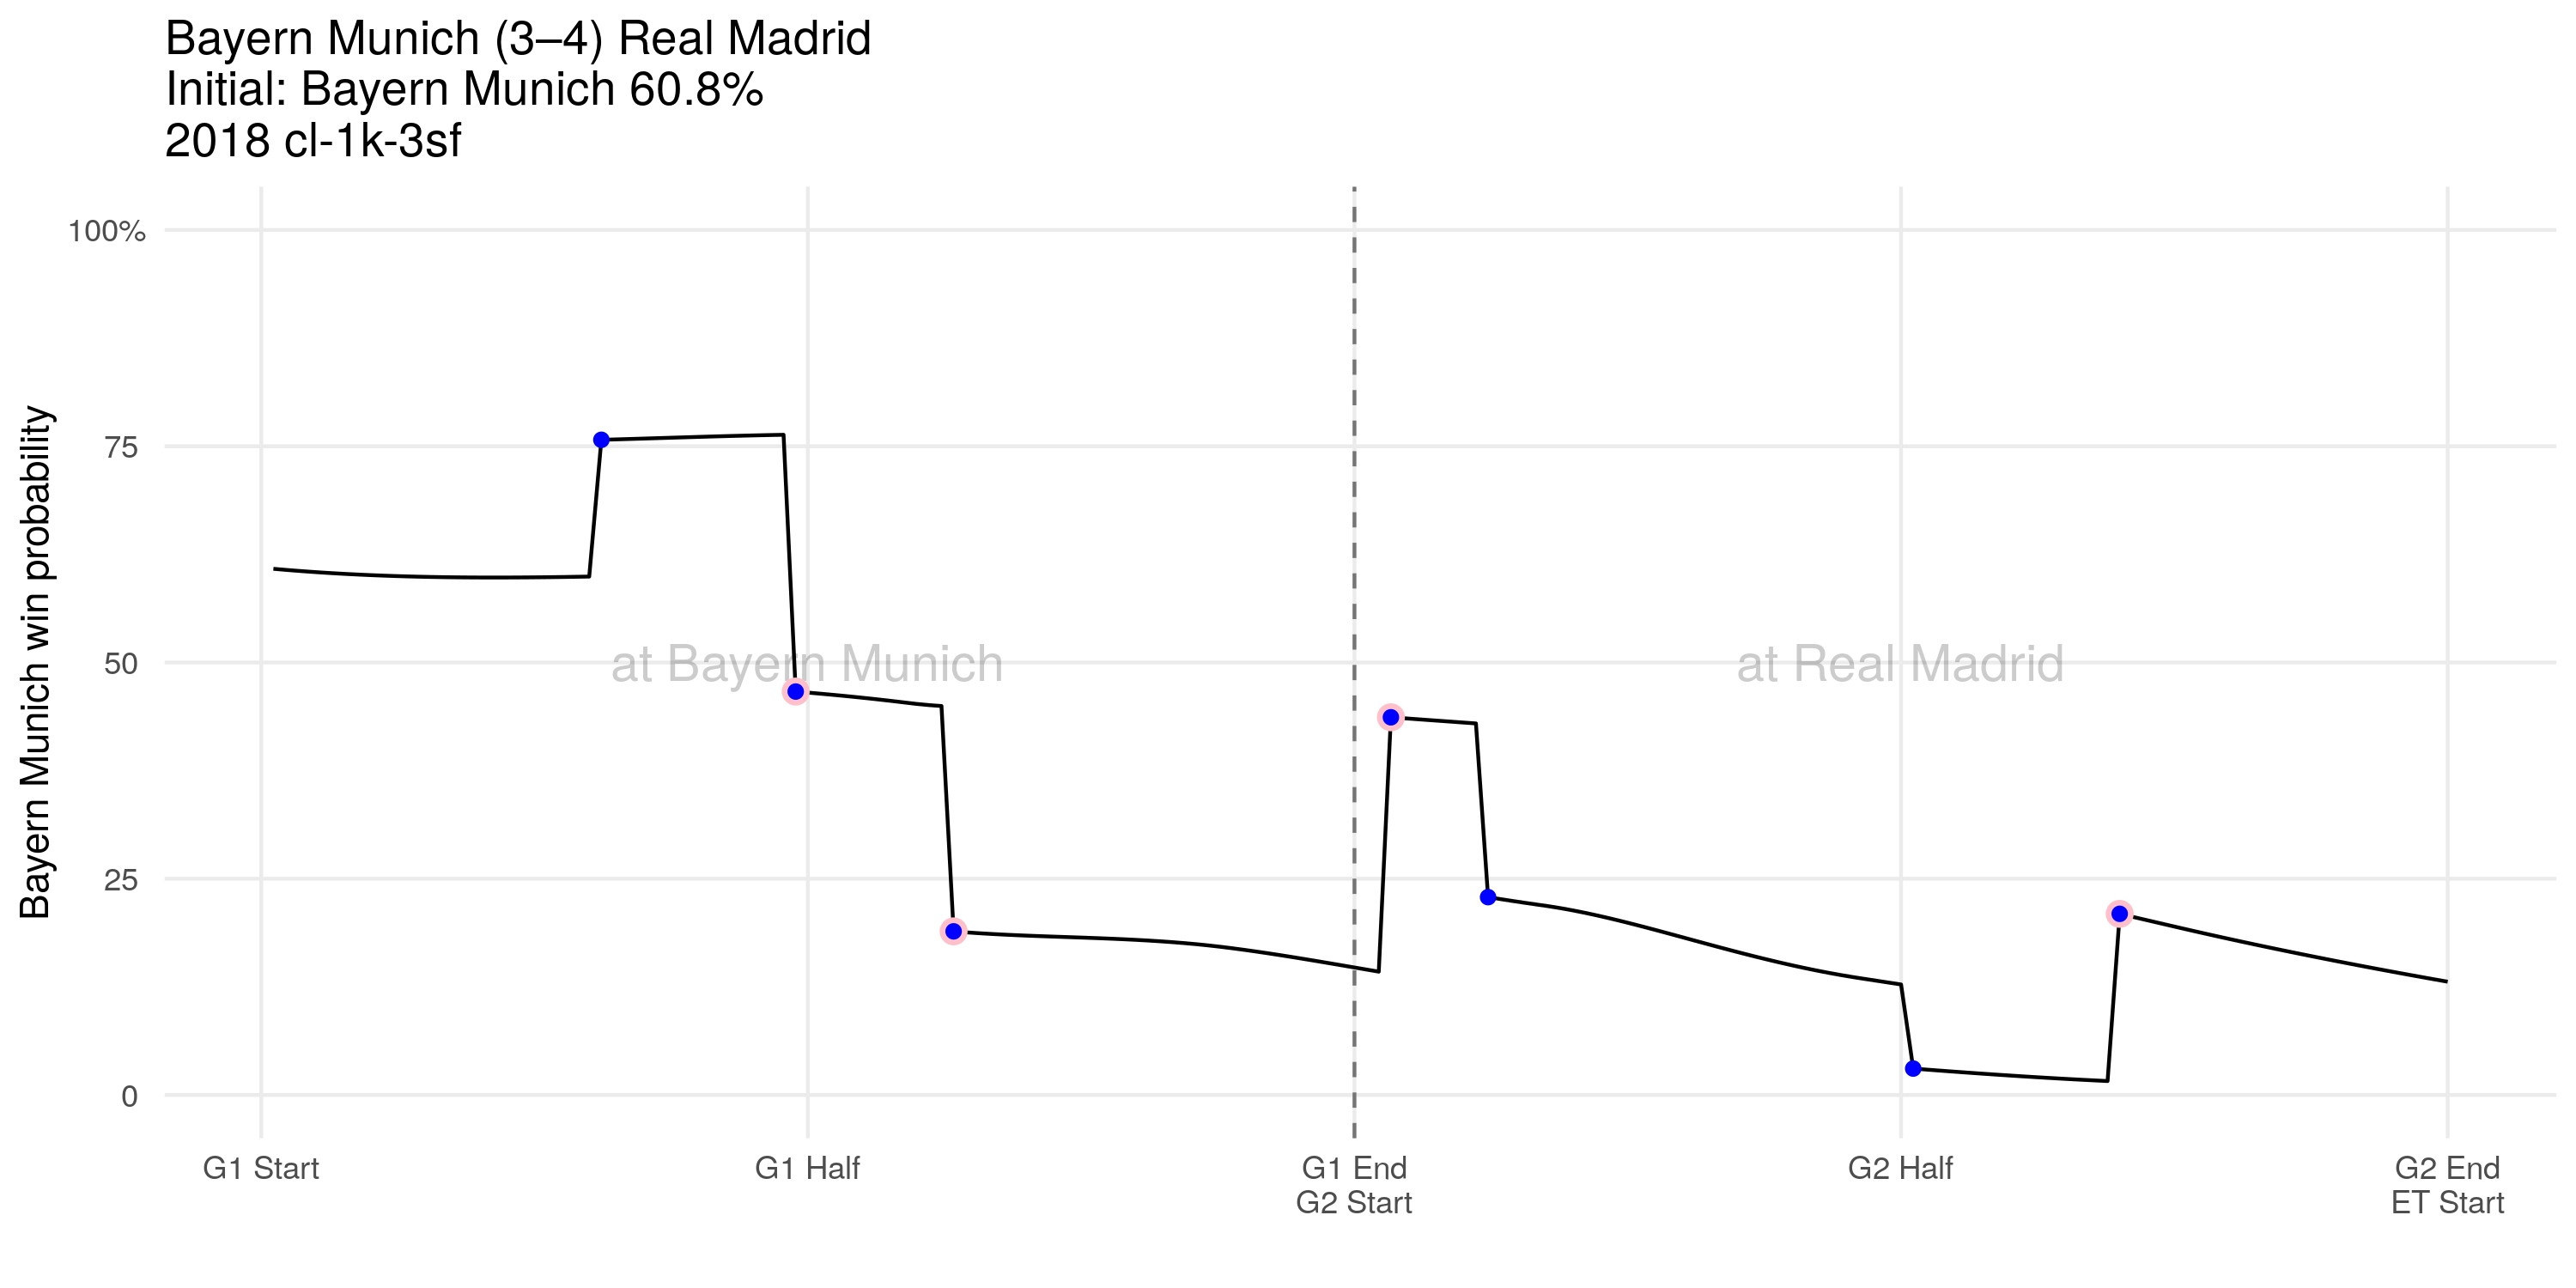 Bayern Munich (3–4) Real Madrid
Initial: Bayern Munich 60.8%
2018 cl-1k-3sf
Bayern Munich win probability
100%
75
50
25
0
at Bayern Munich
at Real Madrid
G1 Start
G1 Half
G1 End
G2 Start
G2 Half
G2 End
ET Start